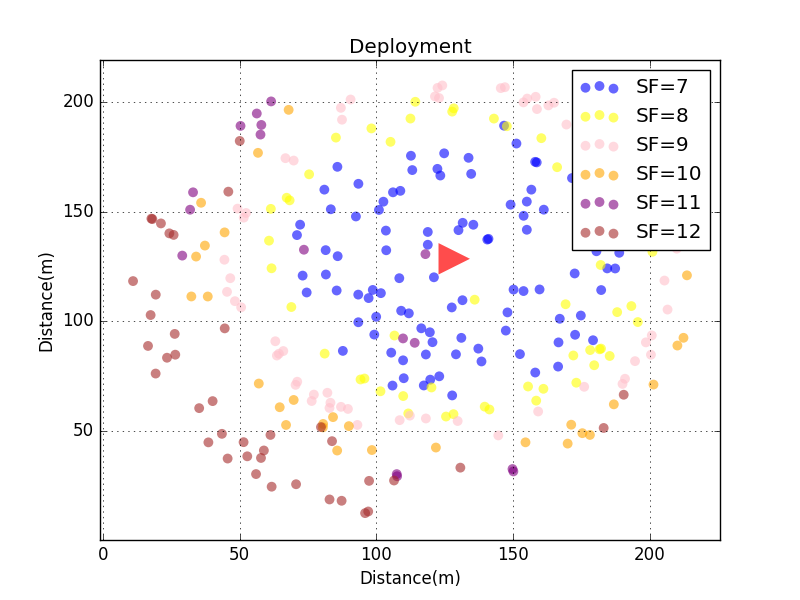 Deployment
SF=7
SF=8
SF=9
SF=10
SF=11
SF=12
200
150
100
50
0
50
100
150
200
Distance(m)
Distance(m)